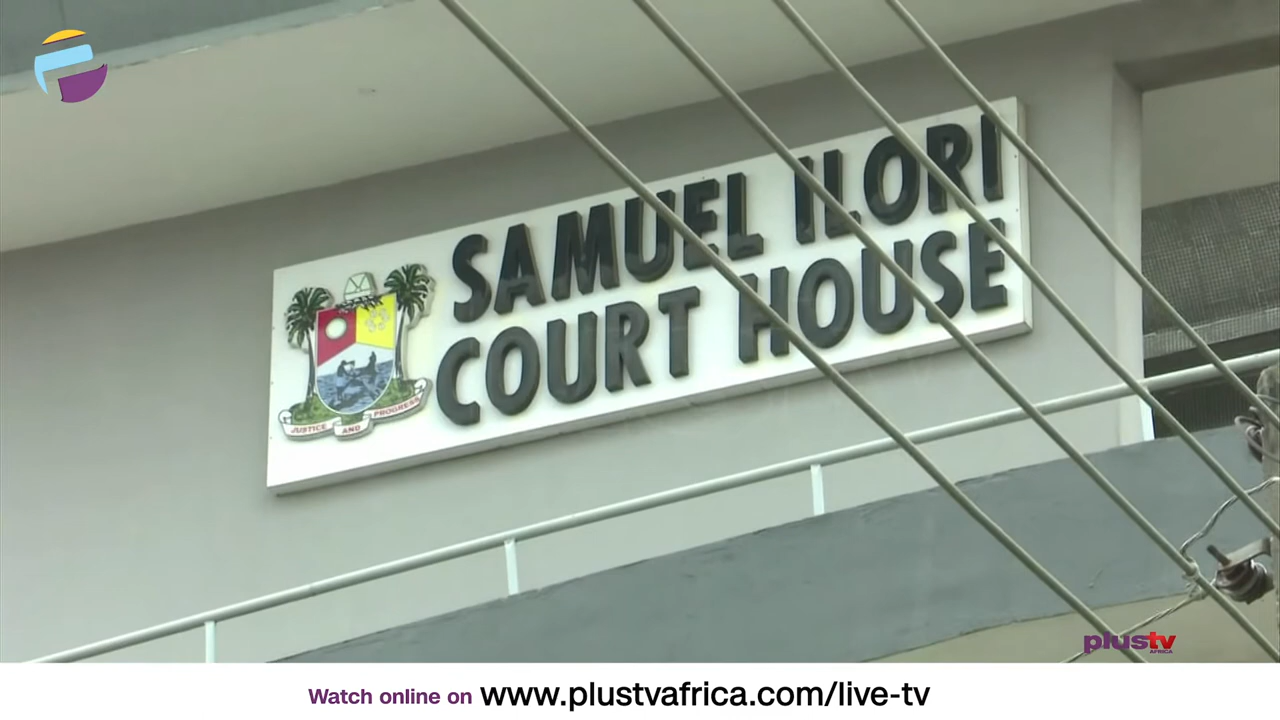 SAMUEL ILORI
COURT HOUSE
JUSTICE AND PROGRESS
plustv
AFRICA
Watch online on www.plustvafrica.com/live-tv